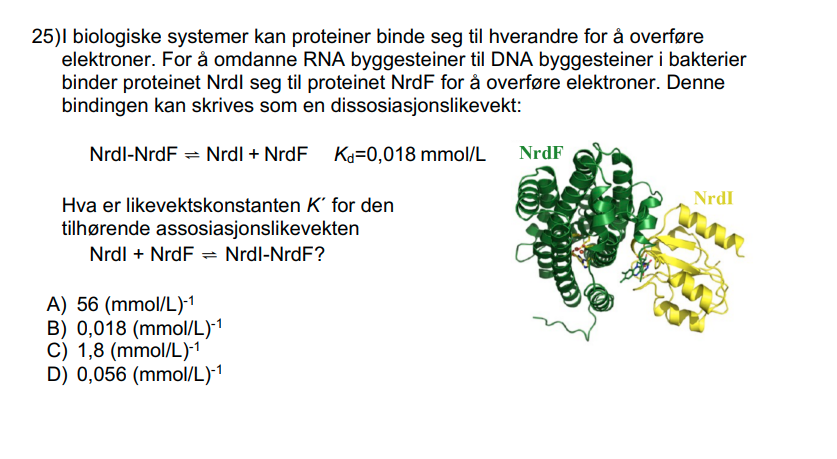 25)I biologiske systemer kan proteiner binde seg til hverandre for å overføre
elektroner. For å omdanne RNA byggesteiner til DNA byggesteiner i bakterier
binder proteinet NrdI seg til proteinet NrdF for å overføre elektroner. Denne
bindingen kan skrives som en dissosiasjonslikevekt:
NrdI-NrdF ⇌ NrdI + NrdF Kd=0,018 mmol/L
NrdF
NrdI
Hva er likevektskonstanten K´ for den
tilhørende assosiasjonslikevekten
NrdI + NrdF ⇌ NrdI-NrdF?
A) 56 (mmol/L)-1
B) 0,018 (mmol/L)-1
C) 1,8 (mmol/L)-1
D) 0,056 (mmol/L)-1